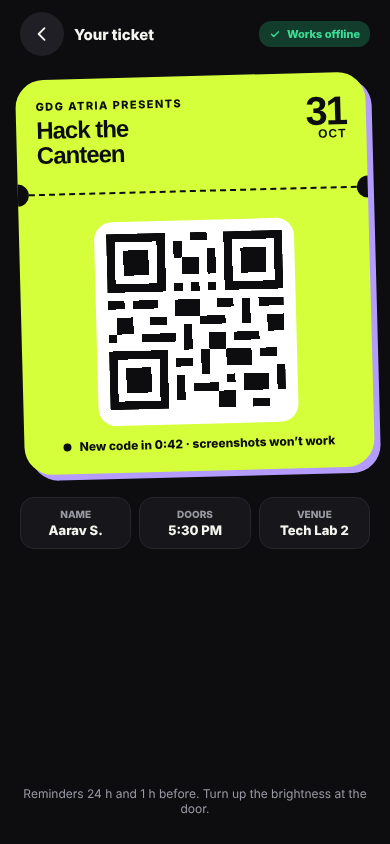 Your ticket
Works offline
GDG ATRIA PRESENTS
Hack the
Canteen
31
OCT
New code in 0:42 · screenshots won’t work
NAME
Aarav S.
DOORS
5:30 PM
VENUE
Tech Lab 2
Reminders 24 h and 1 h before. Turn up the brightness at the
door.